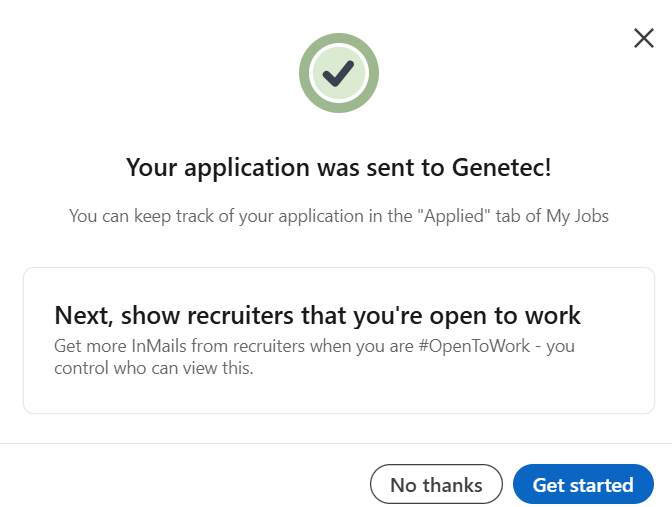 Your application was sent to Genetec!
You can keep track of your application in the "Applied" tab of My Jobs
Next, show recruiters that you're open to work
Get more InMails from recruiters when you are #OpenToWork - you
control who can view this.
No thanks
Get started